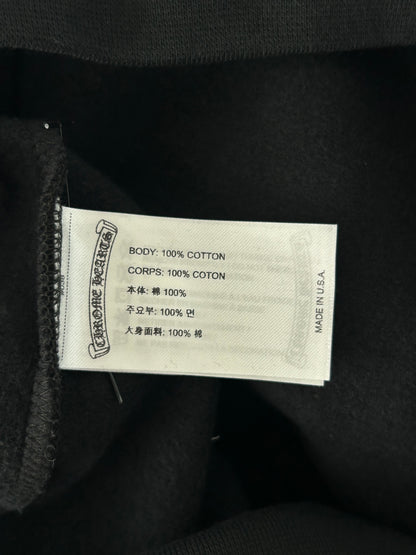 CHROME HEARTS
BODY: 100% COTTON
CORPS: 100% COTON
本体: 棉 100%
주요부: 100% 면
大身面料: 100% 棉
MADE IN U.S.A.